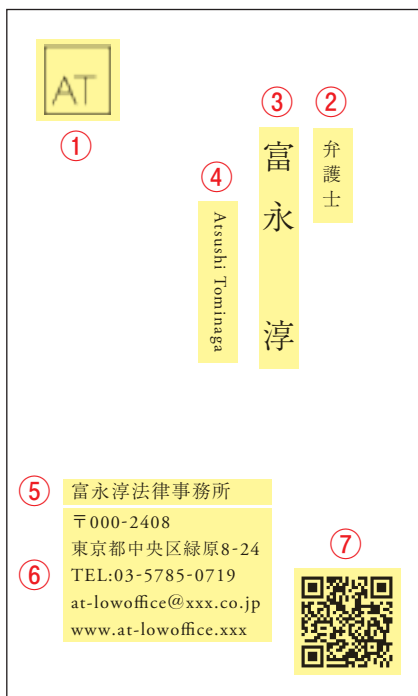 AT
①
②
弁護士
③
富永 淳
④
Atsushi Tominaga
⑤
富永淳法律事務所
⑥
〒000-2408
東京都中央区緑原8-24
TEL:03-5785-0719
at-lowoffice@xxx.co.jp
www.at-lowoffice.xxx
⑦